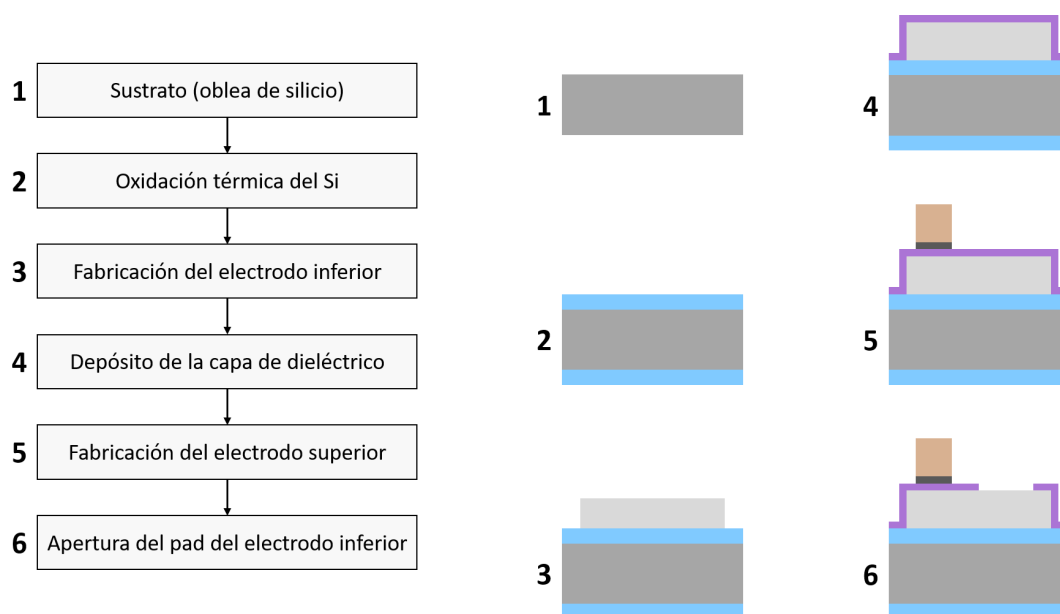 1 Sustrato (oblea de silicio)
2 Oxidación térmica del Si
3 Fabricación del electrodo inferior
4 Depósito de la capa de dieléctrico
5 Fabricación del electrodo superior
6 Apertura del pad del electrodo inferior
1
2
3
4
5
6